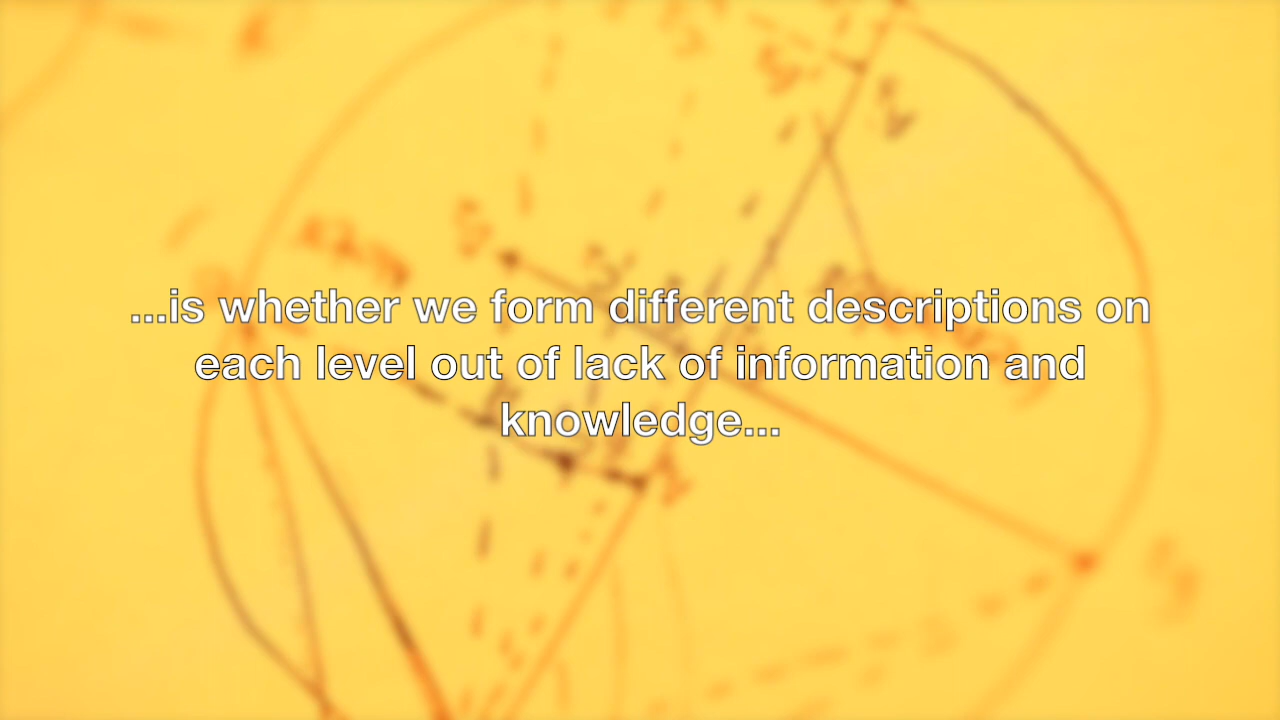 ...is whether we form different descriptions on
each level out of lack of information and
knowledge...